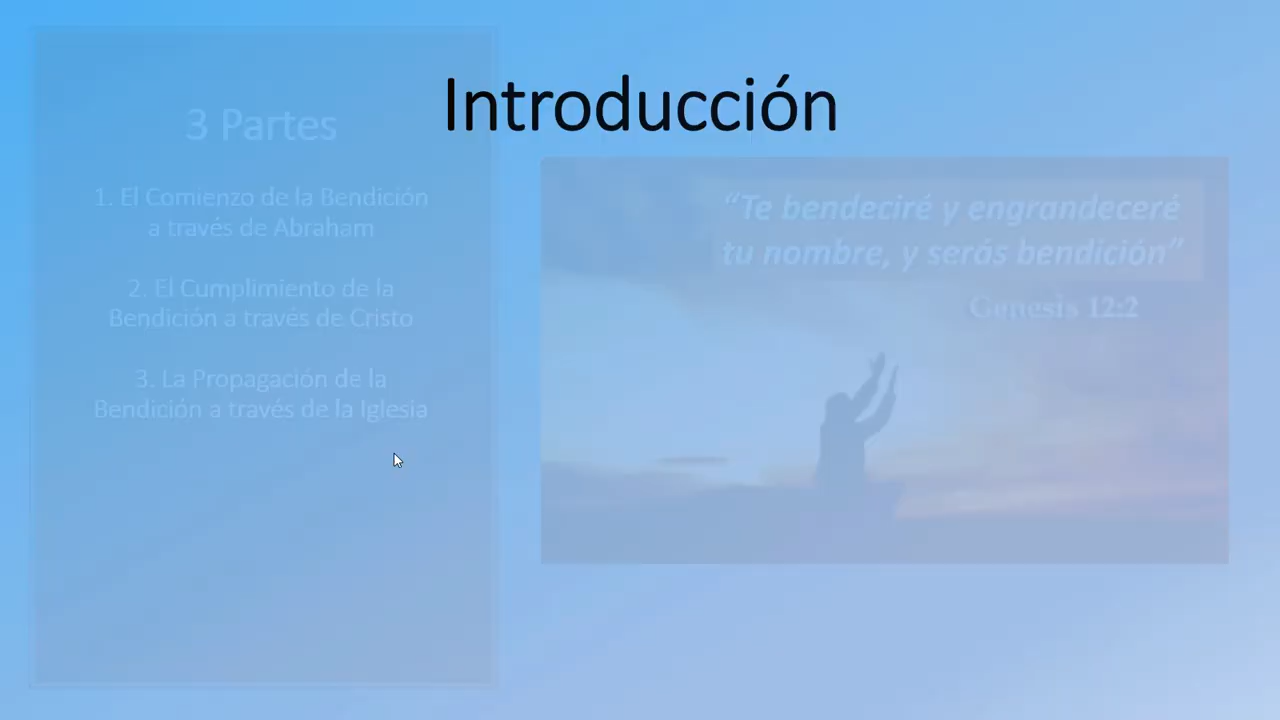 Introducción
3 Partes
1. El Comienzo de la Bendición
a través de Abraham
2. El Cumplimiento de la
Bendición a través de Cristo
3. La Propagación de la
Bendición a través de la Iglesia
“Te bendeciré y engrandeceré
tu nombre, y serás bendición”
Genesis 12:2